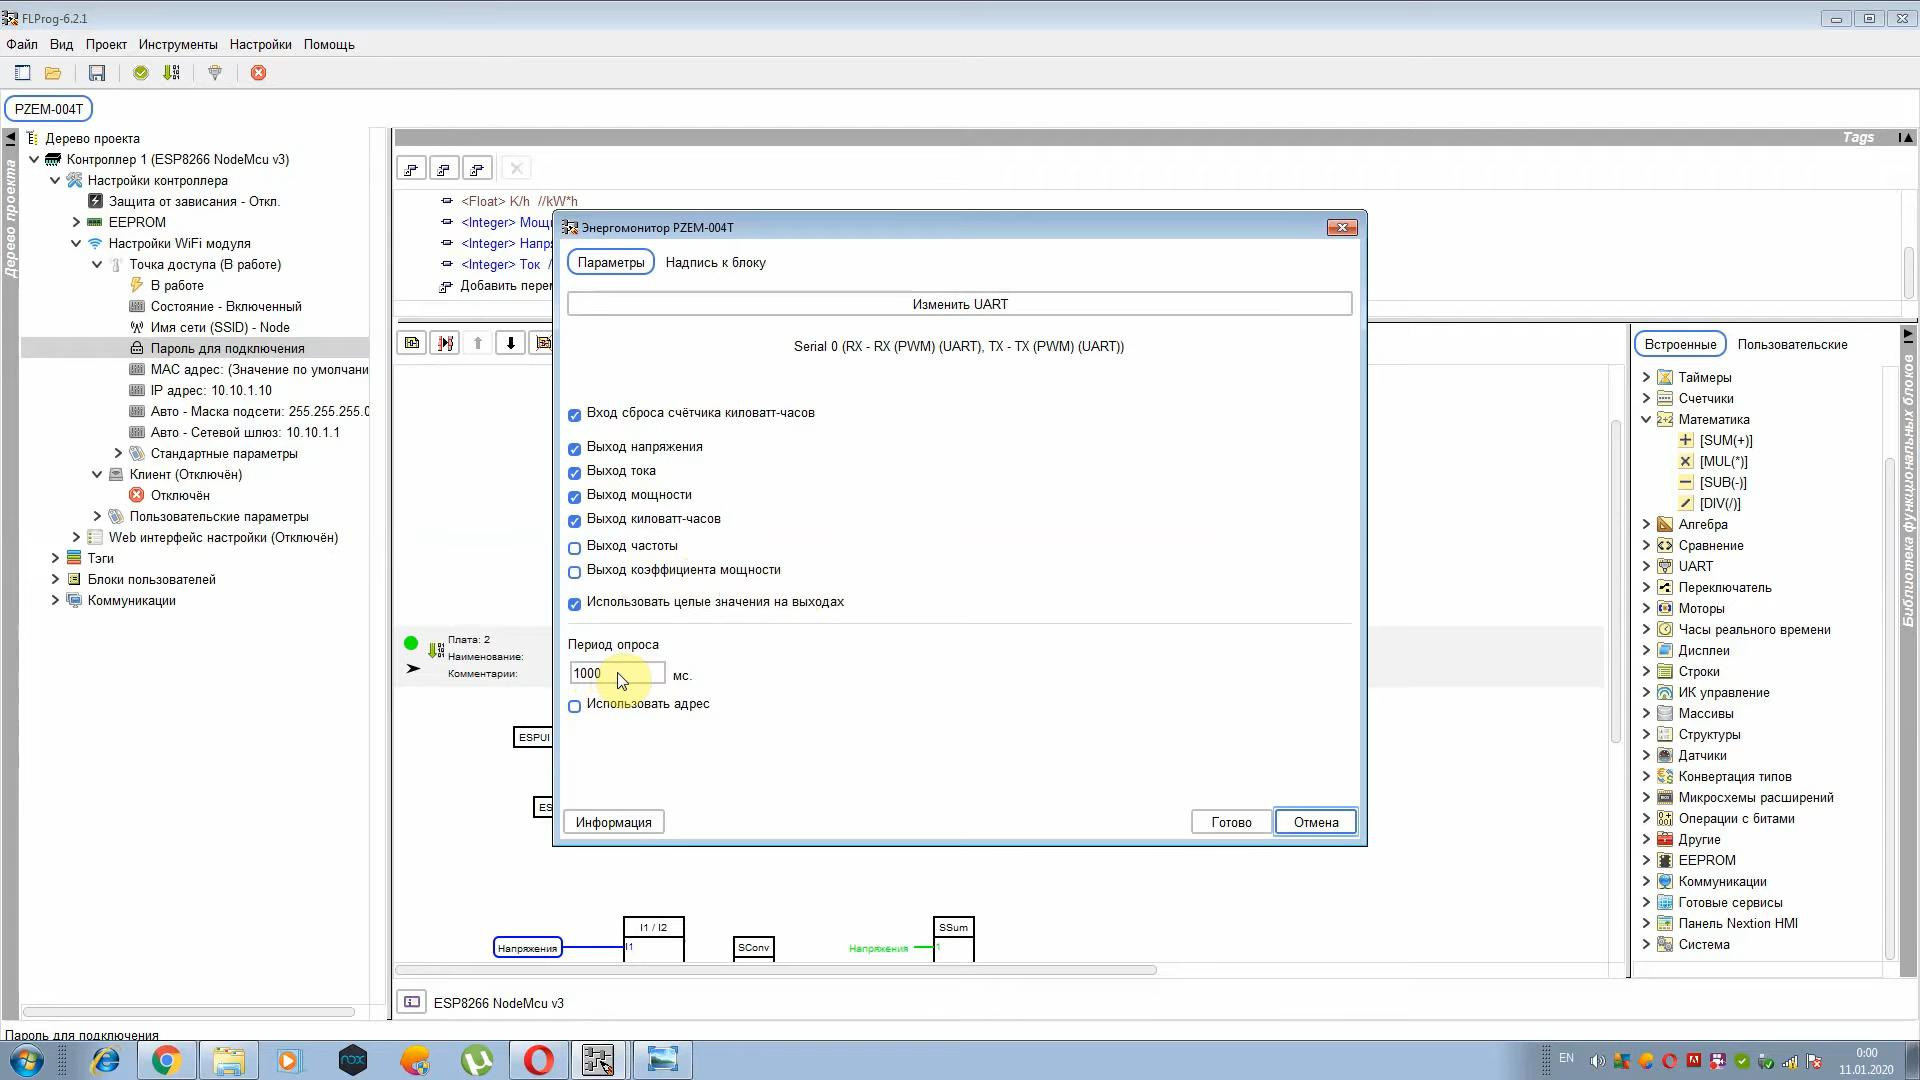 FLProg-6.2.1
Файл Вид Проект Инструменты Настройки Помощь
PZEM-004T
Tags
Дерево проекта
Дерево проекта
Контроллер 1 (ESP8266 NodeMcu v3)
Настройки контроллера
Защита от зависания - Откл.
EEPROM
Настройки WiFi модуля
Точка доступа (В работе)
В работе
Состояние - Включенный
Имя сети (SSID) - Node
Пароль для подключения
MAC адрес: (Значение по умолчани
IP адрес: 10.10.1.10
Авто - Маска подсети: 255.255.255.0
Авто - Сетевой шлюз: 10.10.1.1
Стандартные параметры
Клиент (Отключён)
Отключён
Пользовательские параметры
Web интерфейс настройки (Отключён)
Тэги
Блоки пользователей
Коммуникации
<Float> K/h //kW*h
<Integer> Мощ
<Integer> Напр
<Integer> Ток /
Добавить перем
Энергомонитор PZEM-004T
Параметры Надпись к блоку
Изменить UART
Serial 0 (RX - RX (PWM) (UART), TX - TX (PWM) (UART))
Вход сброса счётчика киловатт-часов
Выход напряжения
Выход тока
Выход мощности
Выход киловатт-часов
Выход частоты
Выход коэффициента мощности
Использовать целые значения на выходах
Период опроса
1000 мс.
Использовать адрес
Информация Готово Отмена
Плата: 2
Наименование:
Комментарии:
ESPUI
ES
Напряжения
I1 / I2
I1
SConv
Напряжения
SSum
1
ESP8266 NodeMcu v3
Встроенные Пользовательские
Таймеры
Счетчики
Математика
[SUM(+)]
[MUL(*)]
[SUB(-)]
[DIV(/)]
Алгебра
Сравнение
UART
Переключатель
Моторы
Часы реального времени
Дисплеи
Строки
ИК управление
Массивы
Структуры
Датчики
Конвертация типов
Микросхемы расширений
Операции с битами
Другие
EEPROM
Коммуникации
Готовые сервисы
Панель Nextion HMI
Система
Библиотека функциональных блоков
Пароль для подключения
nox
EN
0:00
11.01.2020